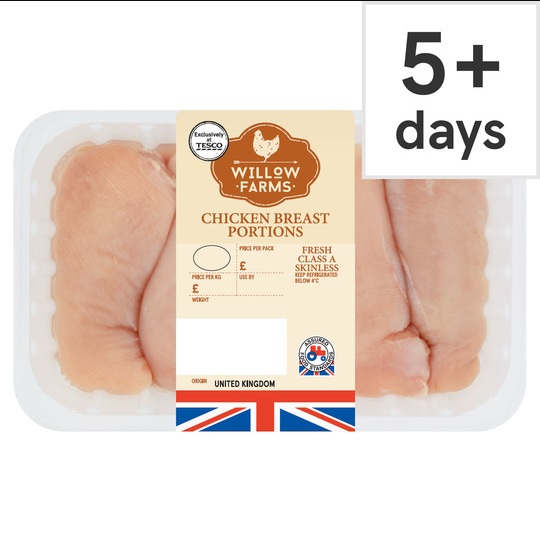 5+
days
Exclusively
at
TESCO
WILLOW
FARMS
CHICKEN BREAST
PORTIONS
PRICE PER PACK
£
PRICE PER KG
USE BY
£
WEIGHT
FRESH
CLASS A
SKINLESS
KEEP REFRIGERATED
BELOW 4°C
ASSURED
FOOD STANDARDS
ORIGIN UNITED KINGDOM